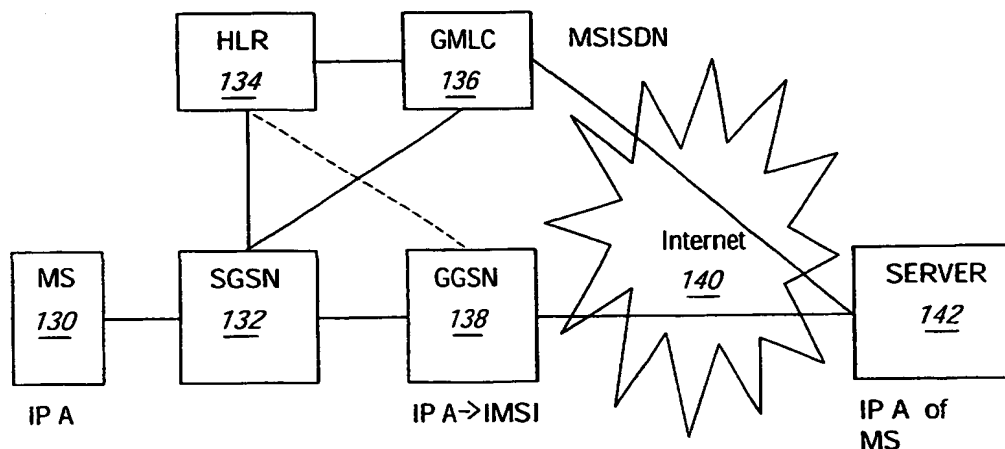 HLR
134
GMLC
136
MSISDN
Internet
140
MS
130
SGSN
132
GGSN
138
SERVER
142
IP A
IP A->IMSI
IP A of
MS